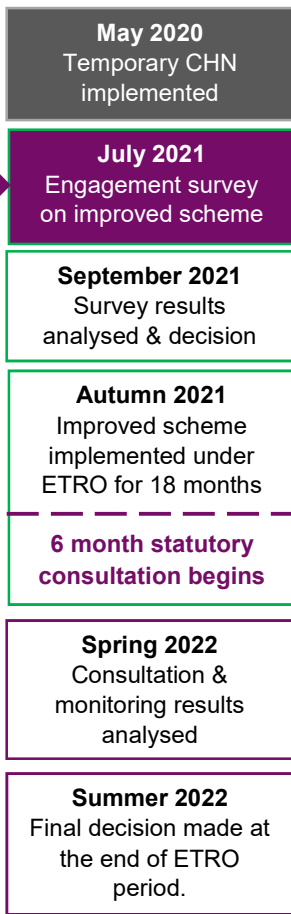 May 2020
Temporary CHN
implemented
July 2021
Engagement survey
on improved scheme
September 2021
Survey results
analysed & decision
Autumn 2021
Improved scheme
implemented under
ETRO for 18 months
6 month statutory
consultation begins
Spring 2022
Consultation &
monitoring results
analysed
Summer 2022
Final decision made at
the end of ETRO
period.